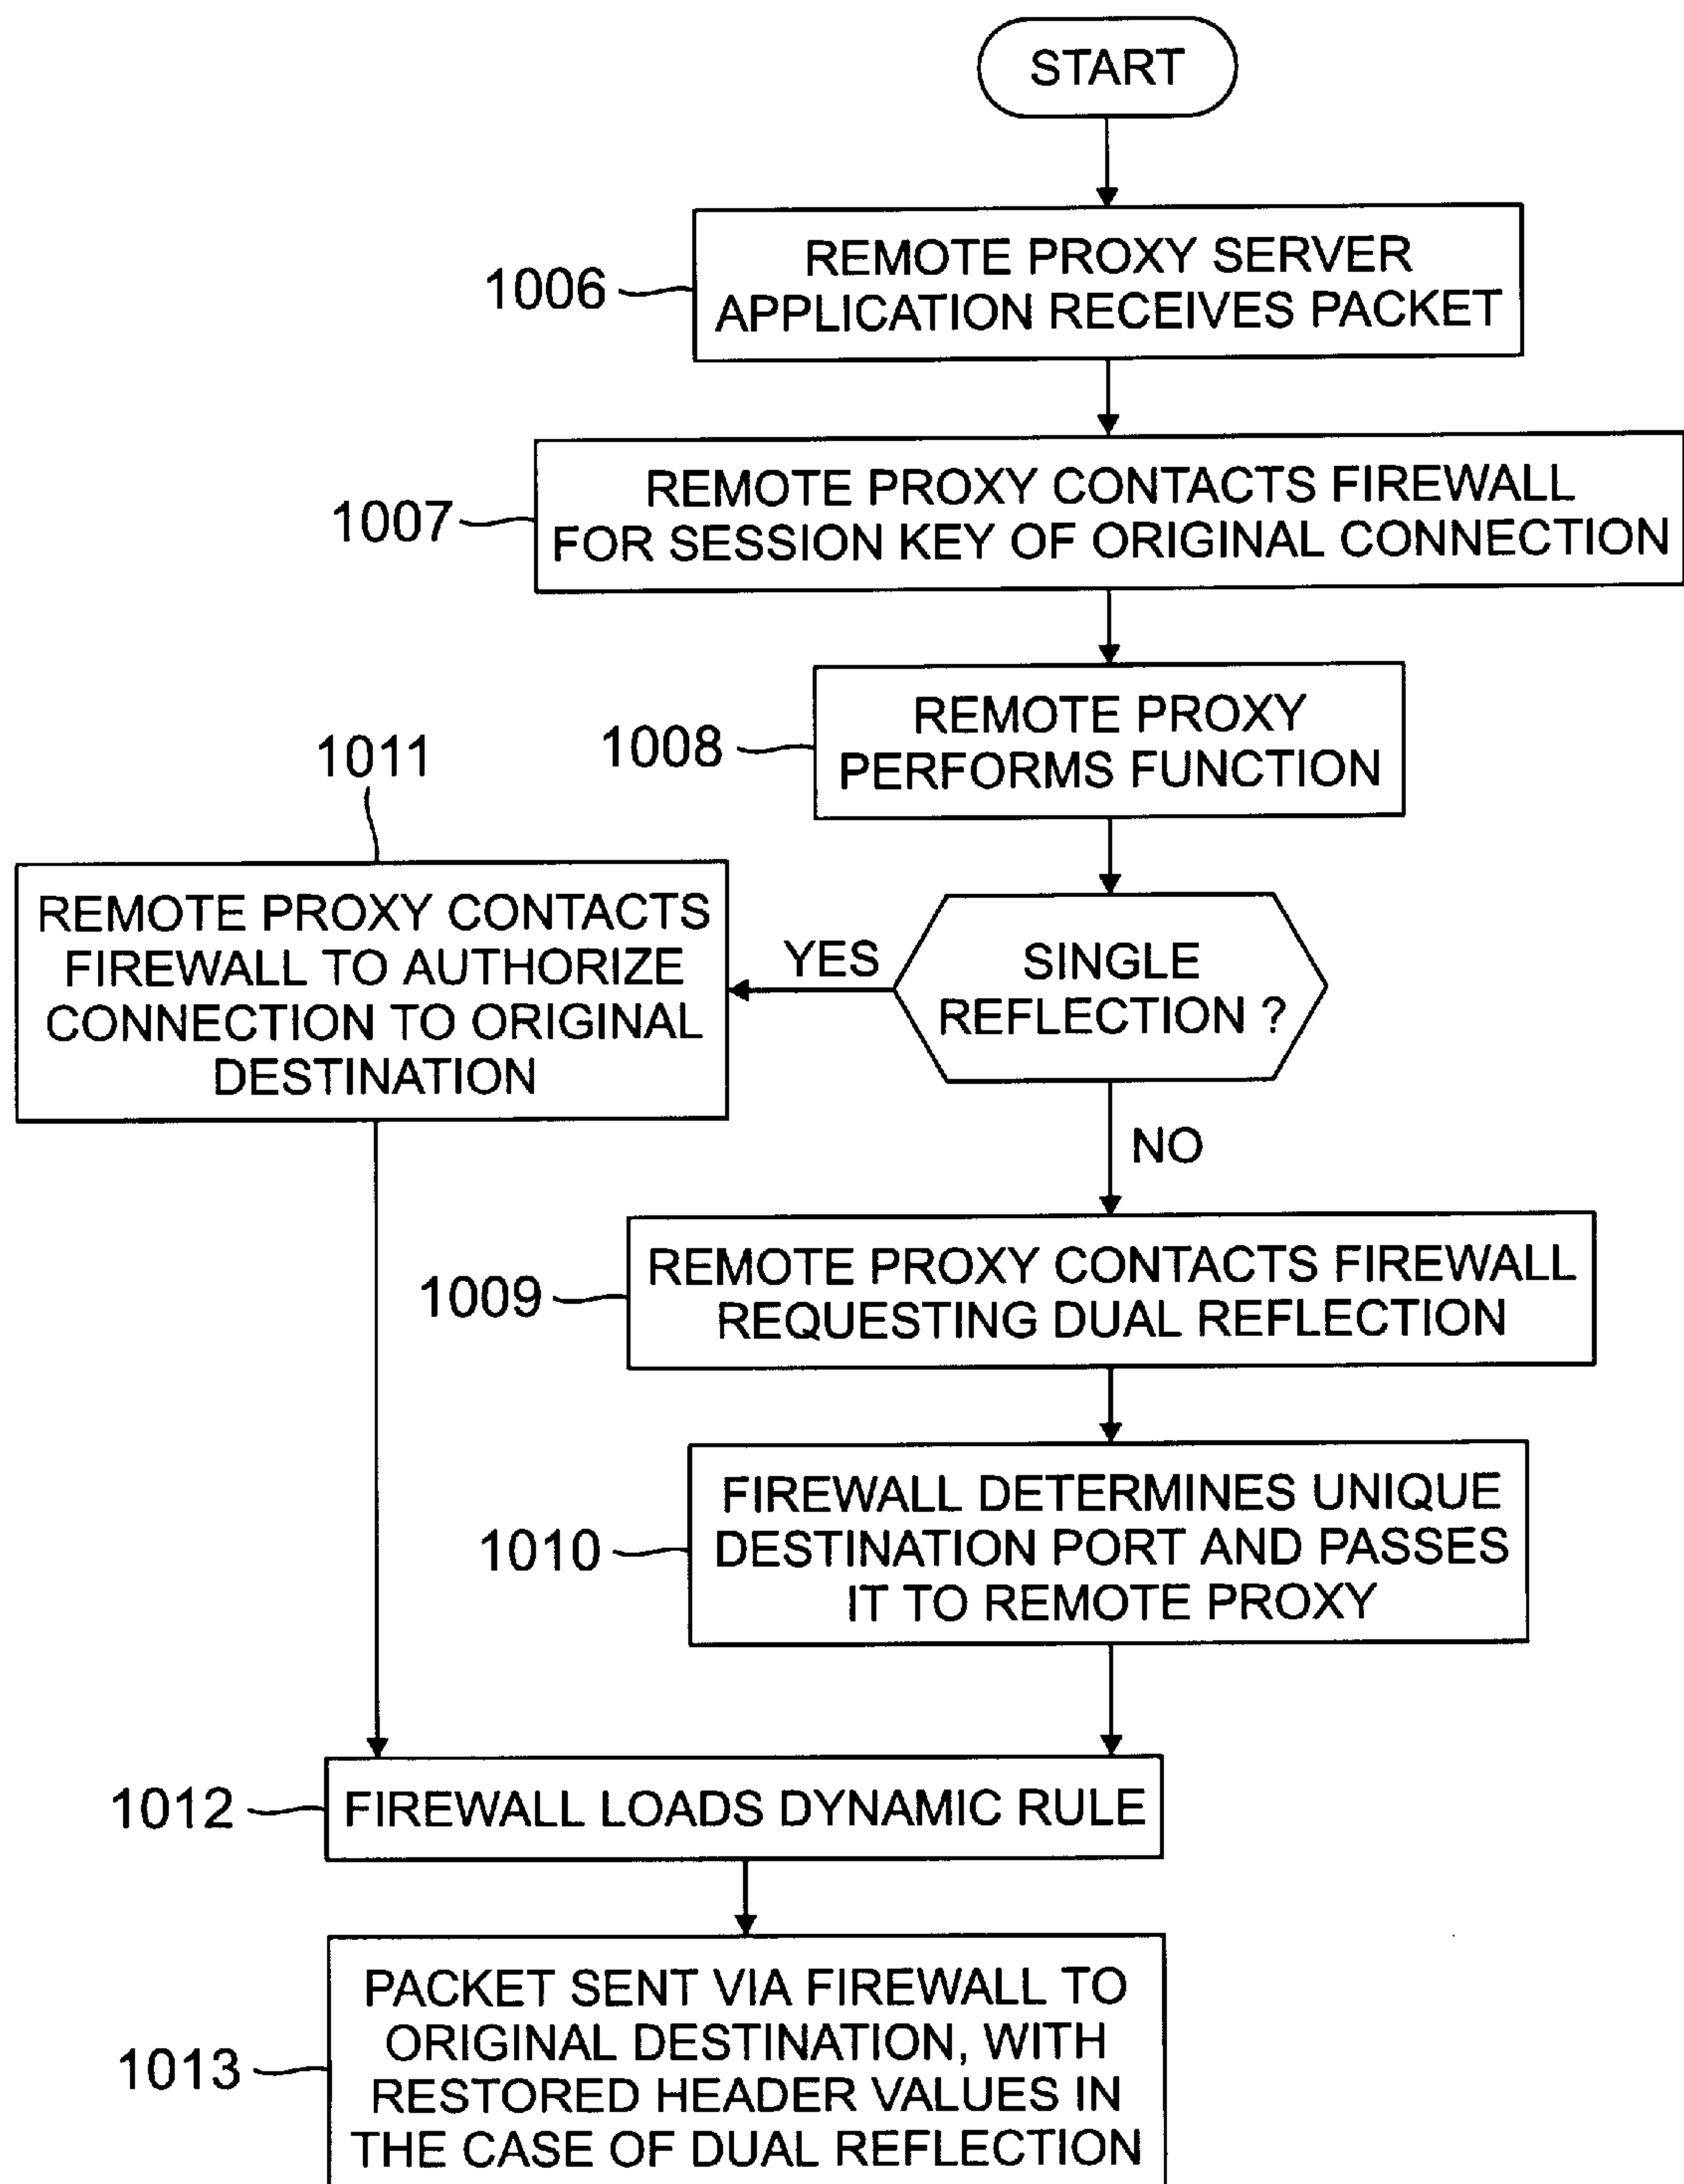 START
1006
REMOTE PROXY SERVER
APPLICATION RECEIVES PACKET
1007
REMOTE PROXY CONTACTS FIREWALL
FOR SESSION KEY OF ORIGINAL CONNECTION
1008
REMOTE PROXY
PERFORMS FUNCTION
SINGLE
REFLECTION ?
YES
1011
REMOTE PROXY CONTACTS
FIREWALL TO AUTHORIZE
CONNECTION TO ORIGINAL
DESTINATION
NO
1009
REMOTE PROXY CONTACTS FIREWALL
REQUESTING DUAL REFLECTION
1010
FIREWALL DETERMINES UNIQUE
DESTINATION PORT AND PASSES
IT TO REMOTE PROXY
1012
FIREWALL LOADS DYNAMIC RULE
1013
PACKET SENT VIA FIREWALL TO
ORIGINAL DESTINATION, WITH
RESTORED HEADER VALUES IN
THE CASE OF DUAL REFLECTION